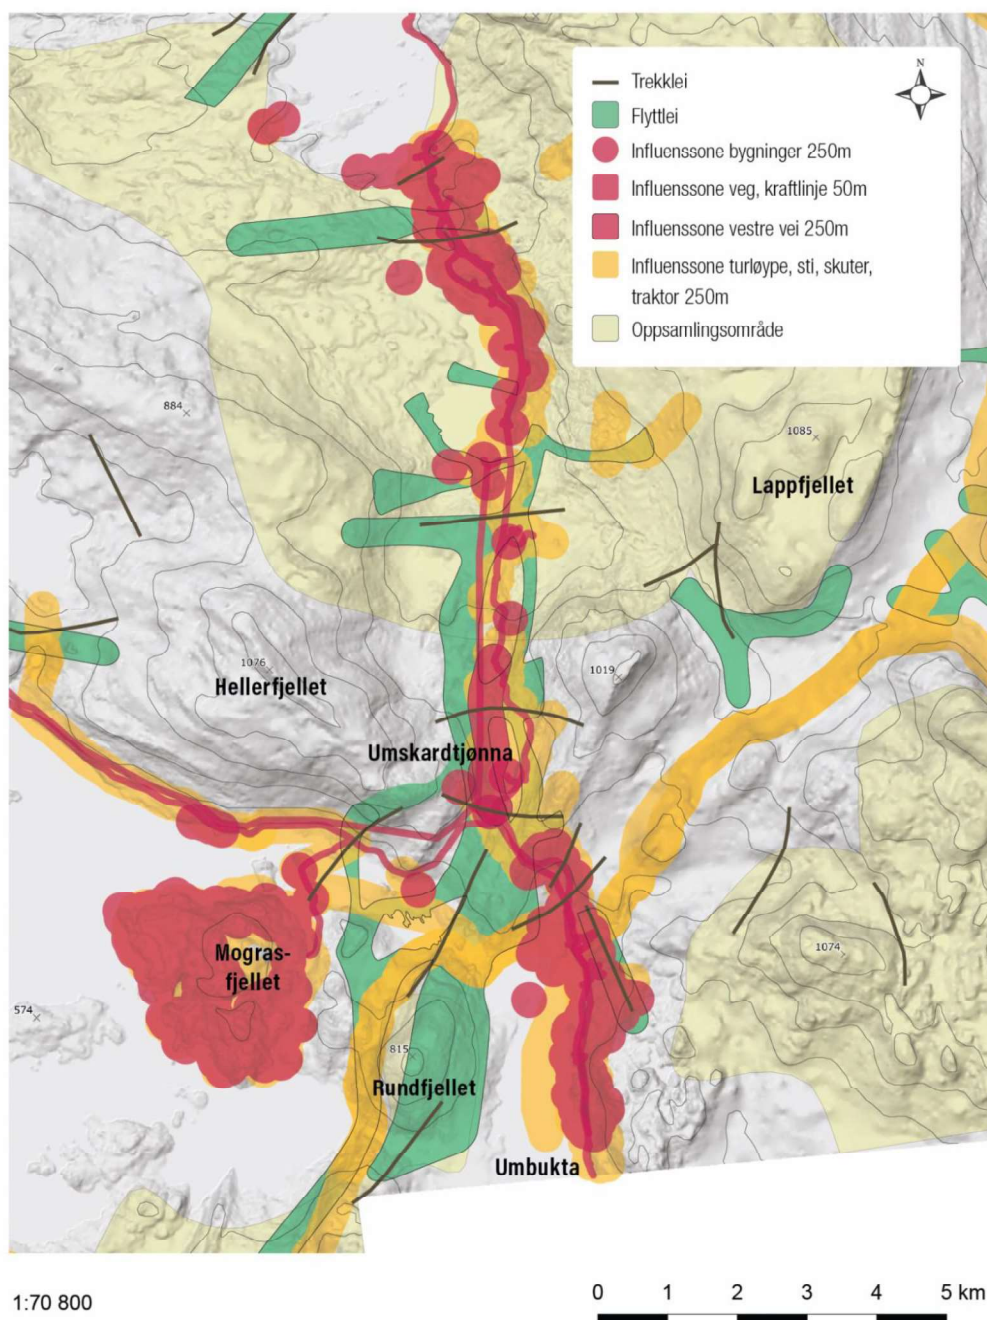 N
Trekklei
Flyttlei
Influenssone bygninger 250m
Influenssone veg, kraftlinje 50m
Influenssone vestre vei 250m
Influenssone turløype, sti, skuter,
traktor 250m
Oppsamlingsområde
884
1085
Lappfjellet
1076
1019
Hellerfjellet
Umskardtjønna
Mogras-
fjellet
1074
574
815
Rundfjellet
Umbukta
1:70 800
0 1 2 3 4 5 km